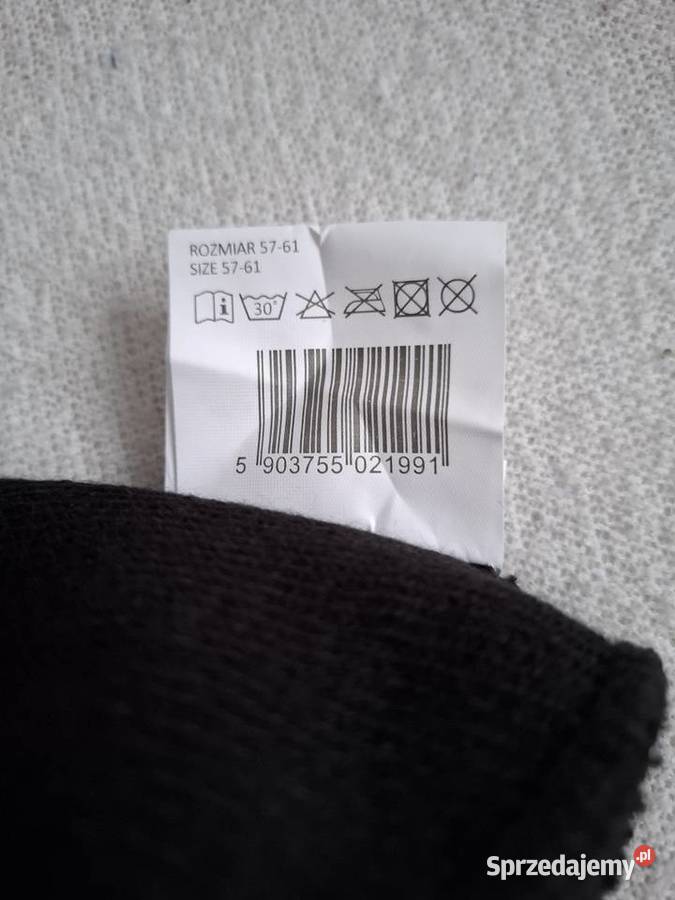 ROZMIAR 57-61
SIZE 57-61
i 30°
5 903755 021991
Sprzedajemy.pl